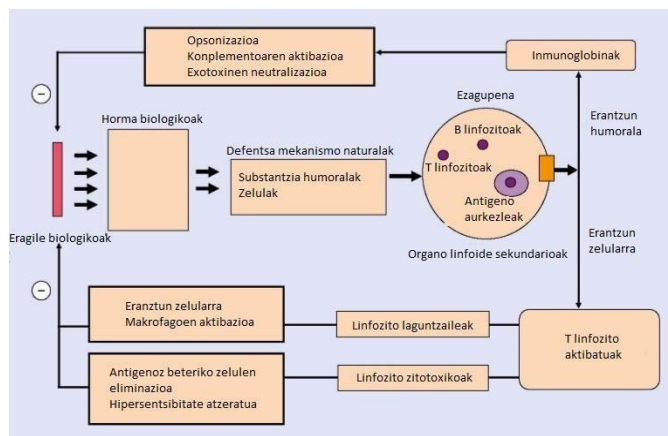 Opsonizazioa
Konplementoaren aktibazioa
Exotoxinen neutralizazioa
Inmunoglobinak
Horma biologikoak
Ezagupena
Erantzun
humorala
Defentsa mekanismo naturalak
B linfozitoak
T linfozitoak
Substantzia humoralak
Zelulak
Antigeno
aurkezleak
Eragile biologikoak
Organo linfoide sekundarioak
Erantzun
zelularra
Eranztun zelularra
Makrofagoen aktibazioa
Linfozito laguntzaileak
T linfozito
aktibatuak
Antigenoz beteriko zelulen
eliminazioa
Hipersentsibitate atzeratua
Linfozito zitotoxikoak